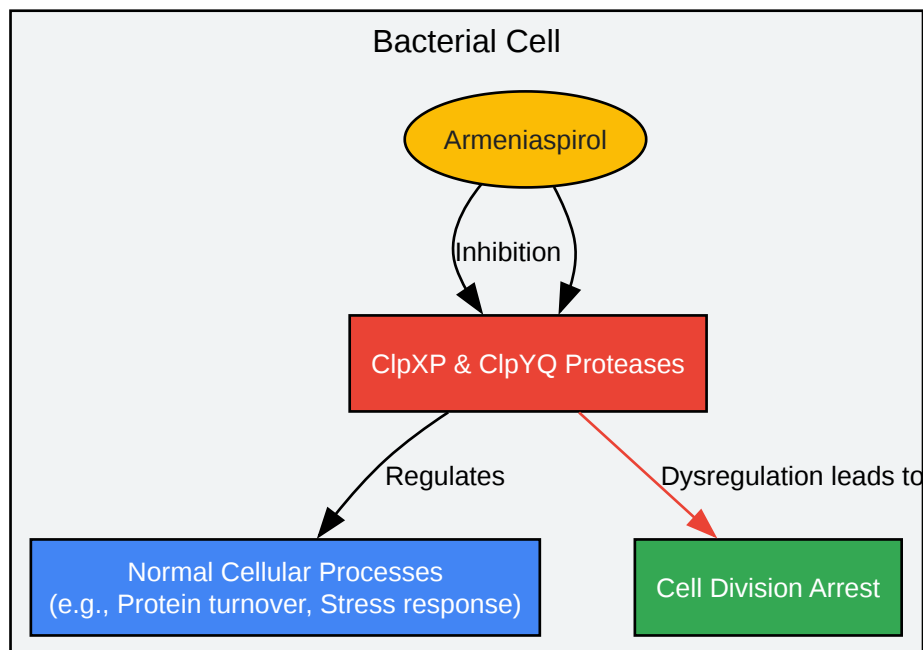 Bacterial Cell
Armeniaspirol
Inhibition
ClpXP & ClpYQ Proteases
Regulates
Dysregulation leads to
Normal Cellular Processes
(e.g., Protein turnover, Stress response)
Cell Division Arrest